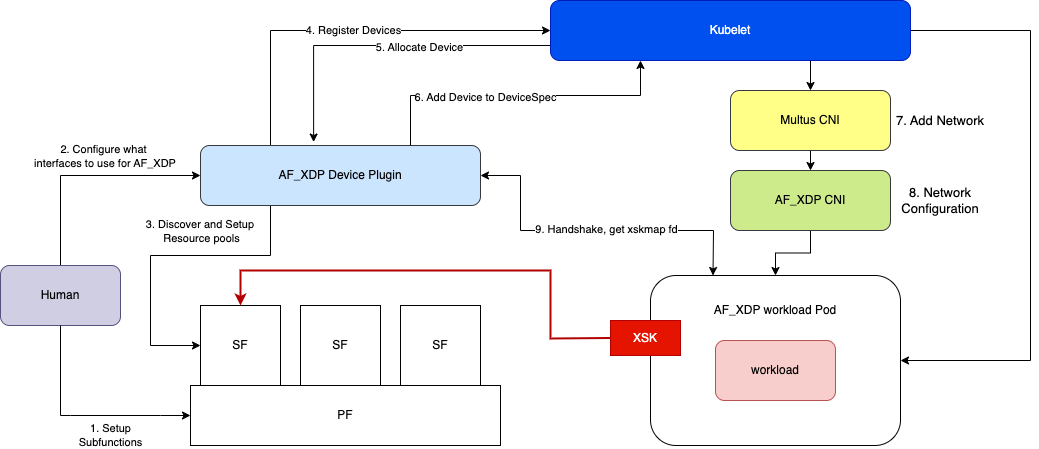 4. Register Devices
Kubelet
5. Allocate Device
6. Add Device to DeviceSpec
Multus CNI
7. Add Network
2. Configure what
interfaces to use for AF_XDP
AF_XDP Device Plugin
AF_XDP CNI
8. Network
Configuration
3. Discover and Setup
Resource pools
9. Handshake, get xskmap fd
Human
AF_XDP workload Pod
SF
SF
SF
XSK
workload
PF
1. Setup
Subfunctions